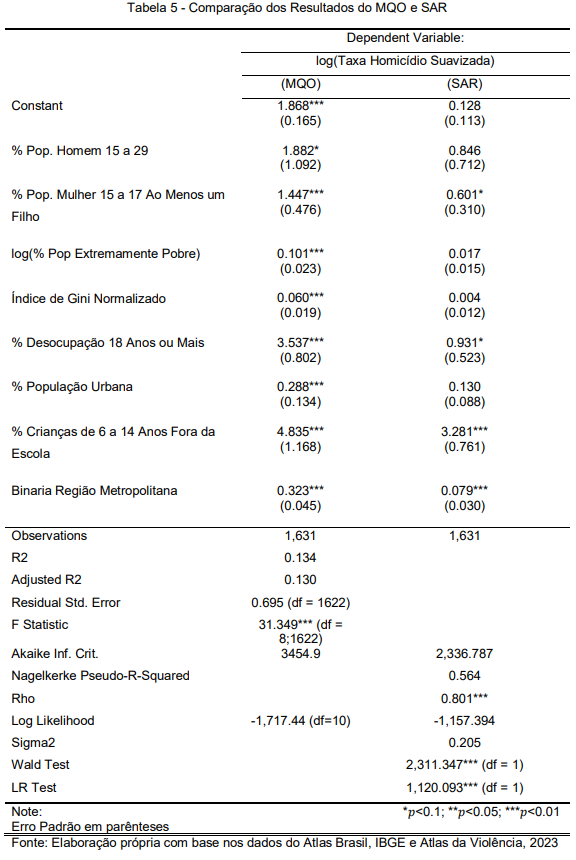 Tabela 5 - Comparação dos Resultados do MQO e SAR
Dependent Variable:
log(Taxa Homicídio Suavizada)
(MQO) (SAR)
Constant 1.868*** 0.128
(0.165) (0.113)
% Pop. Homem 15 a 29 1.882* 0.846
(1.092) (0.712)
% Pop. Mulher 15 a 17 Ao Menos um 1.447*** 0.601*
Filho (0.476) (0.310)
log(% Pop Extremamente Pobre) 0.101*** 0.017
(0.023) (0.015)
Índice de Gini Normalizado 0.060*** 0.004
(0.019) (0.012)
% Desocupação 18 Anos ou Mais 3.537*** 0.931*
(0.802) (0.523)
% População Urbana 0.288*** 0.130
(0.134) (0.088)
% Crianças de 6 a 14 Anos Fora da 4.835*** 3.281***
Escola (1.168) (0.761)
Binaria Região Metropolitana 0.323*** 0.079***
(0.045) (0.030)
Observations 1,631 1,631
R2 0.134
Adjusted R2 0.130
Residual Std. Error 0.695 (df = 1622)
F Statistic 31.349*** (df =
8;1622)
Akaike Inf. Crit. 3454.9 2,336.787
Nagelkerke Pseudo-R-Squared 0.564
Rho 0.801***
Log Likelihood -1,717.44 (df=10) -1,157.394
Sigma2 0.205
Wald Test 2,311.347*** (df = 1)
LR Test 1,120.093*** (df = 1)
Note: *p<0.1; **p<0.05; ***p<0.01
Erro Padrão em parênteses
Fonte: Elaboração própria com base nos dados do Atlas Brasil, IBGE e Atlas da Violência, 2023